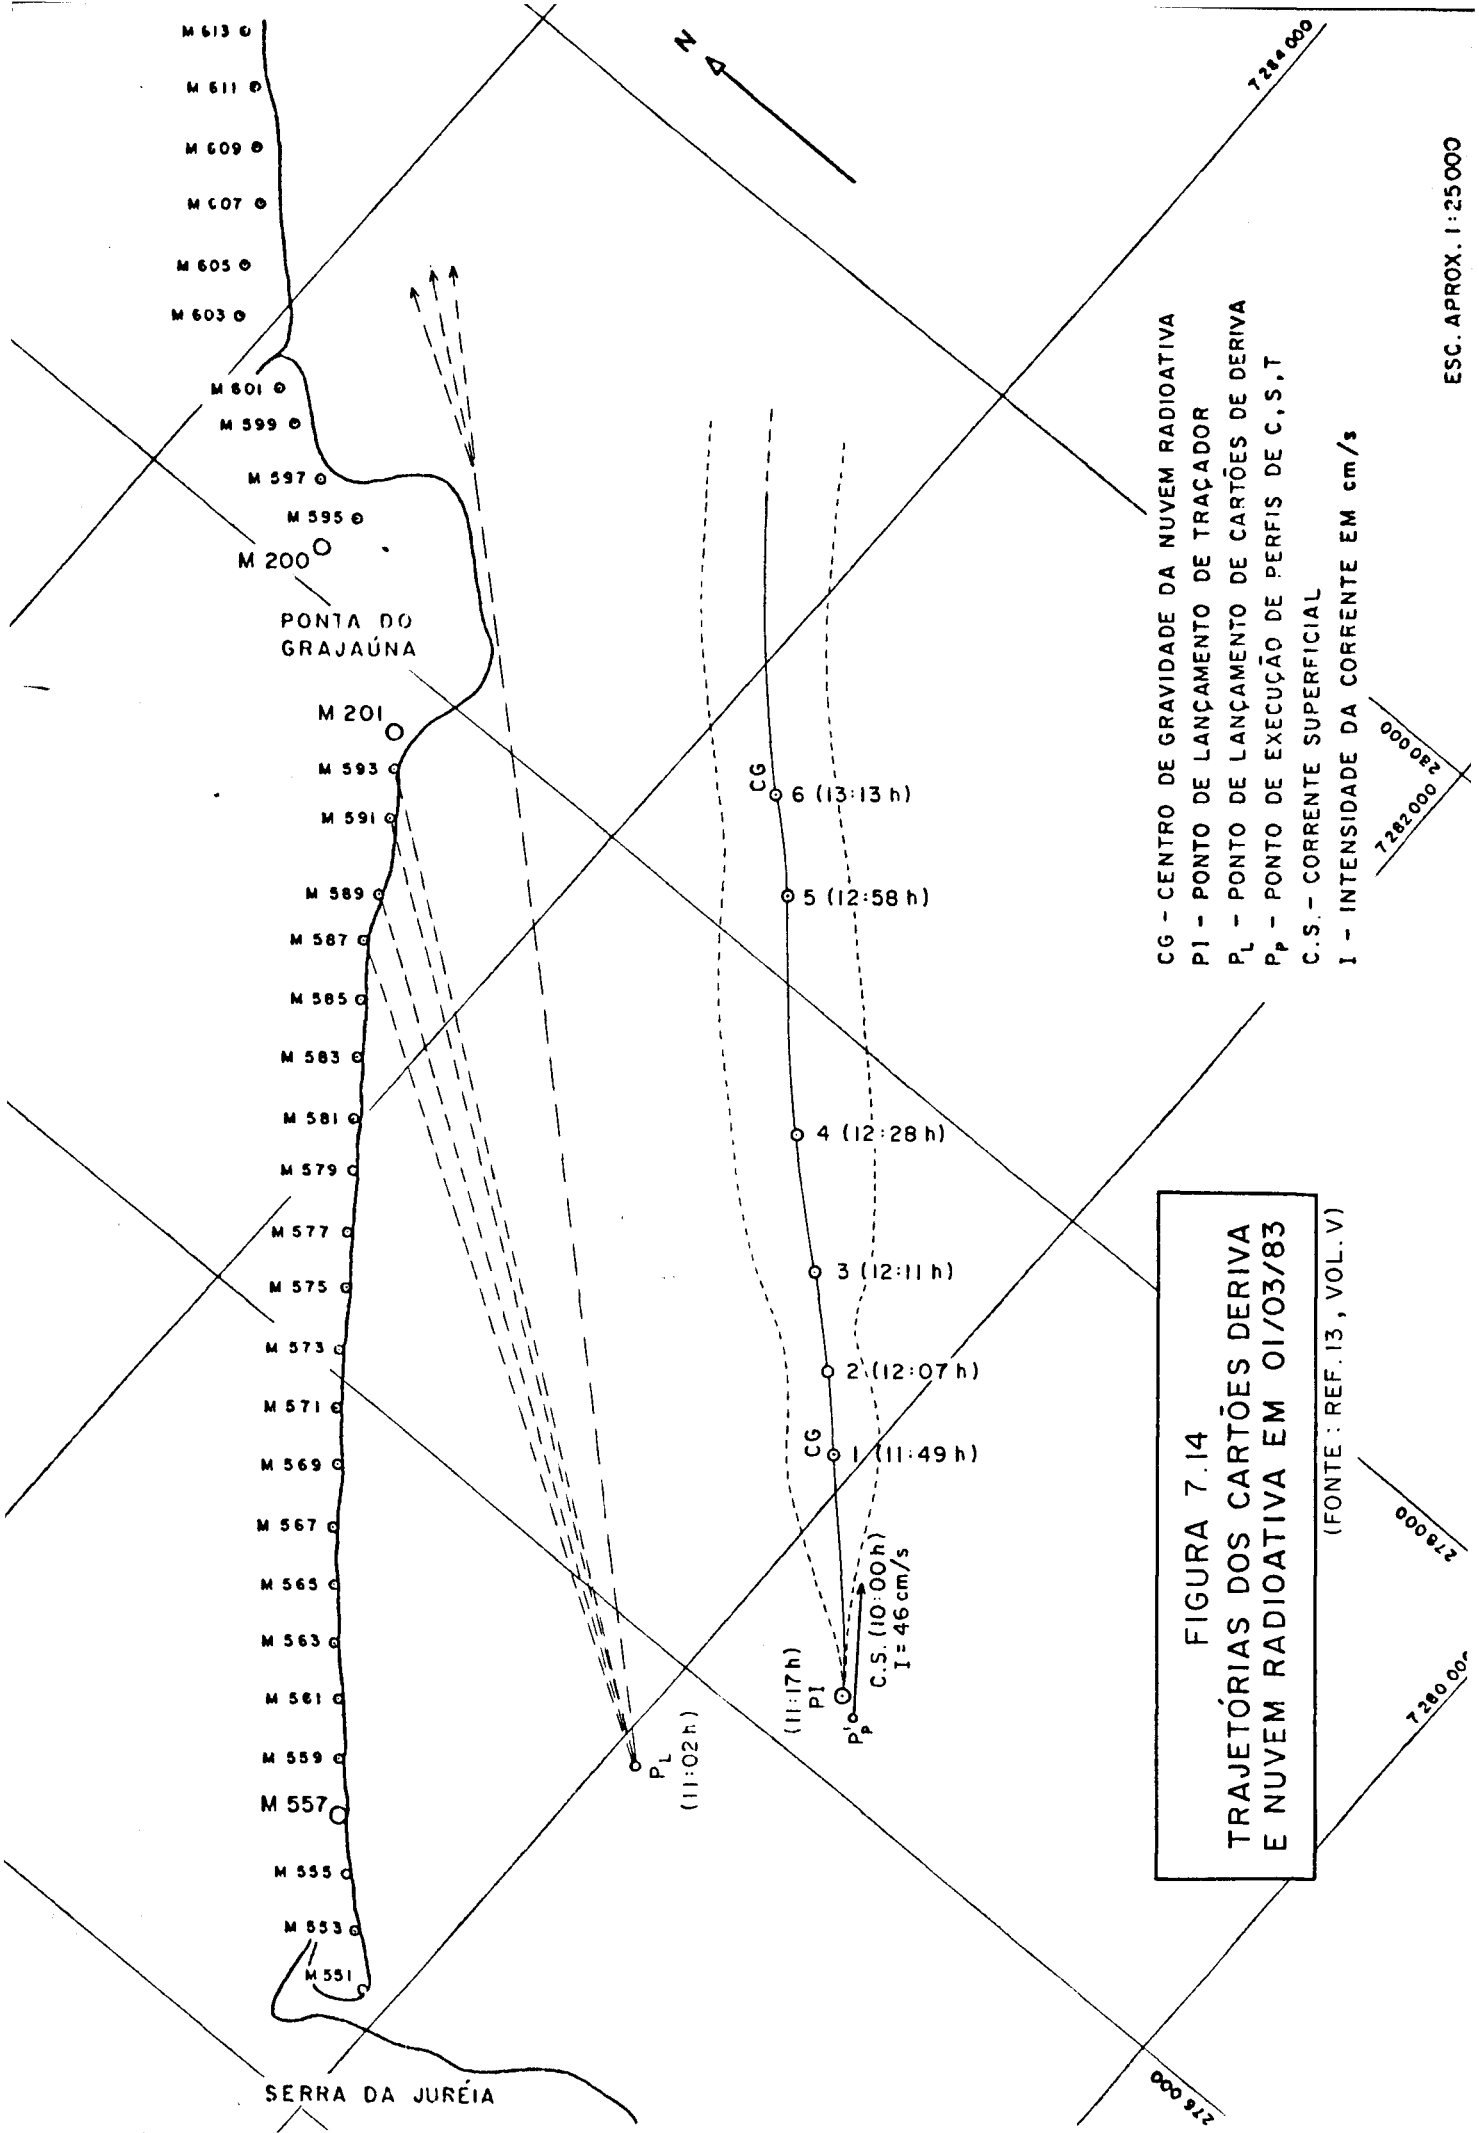 M 613
M 611
M 609
M 607
M 605
M 603
M 601
M 599
M 597
M 595
M 200
PONTA DO
GRAJAÚNA
M 201
M 593
M 591
M 589
M 587
M 585
M 583
M 581
M 579
M 577
M 575
M 573
M 571
M 569
M 567
M 565
M 563
M 561
M 559
M 557
M 555
M 553
M 551
SERRA DA JURÉIA
N
7284000
CG
6 (13:13 h)
5 (12:58 h)
4 (12:28 h)
3 (12:11 h)
2 (12:07 h)
CG
1 (11:49 h)
C.S. (10:00h)
I = 46 cm/s
(11:17h)
PI
P'P
PL
(11:02h)
CG - CENTRO DE GRAVIDADE DA NUVEM RADIOATIVA
PI - PONTO DE LANÇAMENTO DE TRAÇADOR
PL - PONTO DE LANÇAMENTO DE CARTÕES DE DERIVA
PP - PONTO DE EXECUÇÃO DE PERFIS DE C,S,T
C.S. - CORRENTE SUPERFICIAL
I - INTENSIDADE DA CORRENTE EM cm/s
280000
7282000
ESC. APROX. 1:25000
FIGURA 7.14
TRAJETÓRIAS DOS CARTÕES DERIVA
E NUVEM RADIOATIVA EM 01/03/83
(FONTE : REF. 13, VOL. V)
278000
7280000
276000